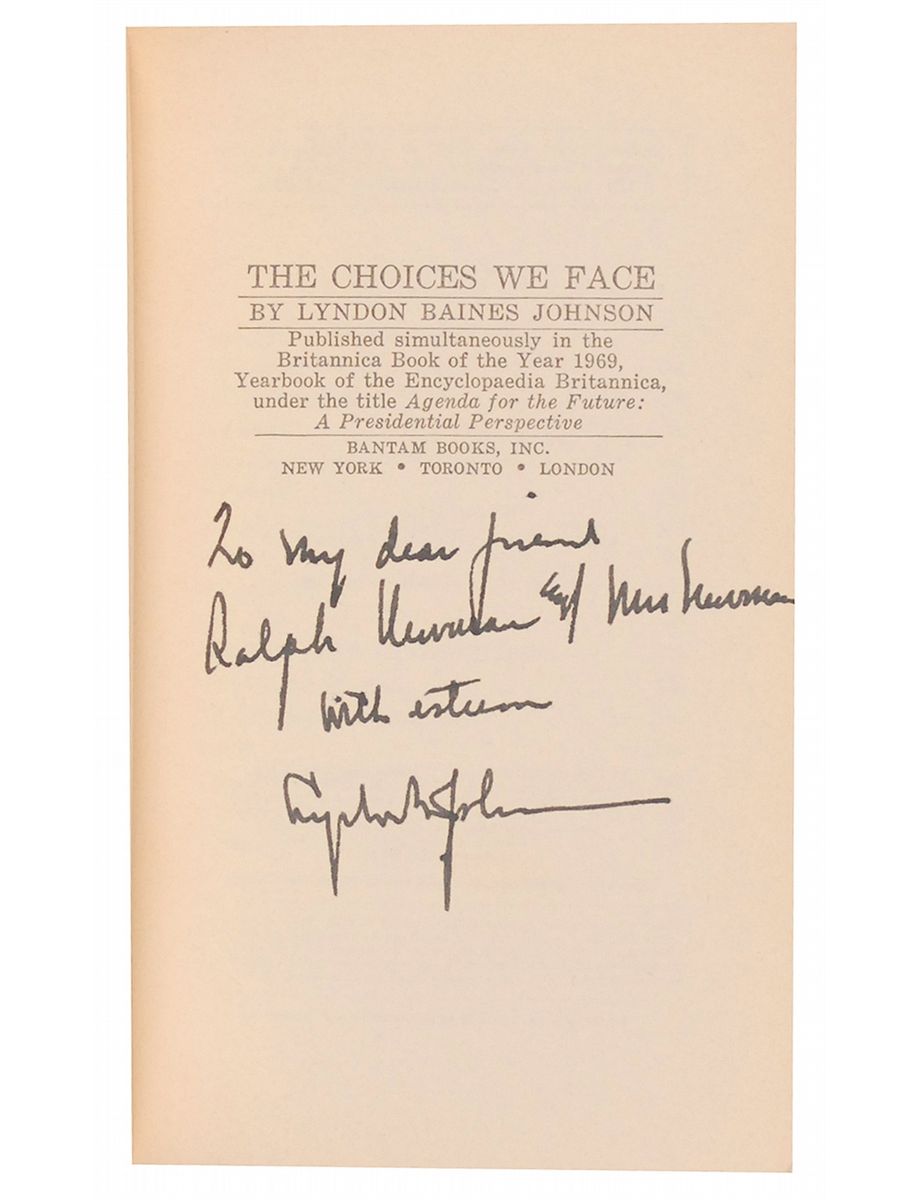 THE CHOICES WE FACE
BY LYNDON BAINES JOHNSON
Published simultaneously in the
Britannica Book of the Year 1969,
Yearbook of the Encyclopaedia Britannica,
under the title Agenda for the Future:
A Presidential Perspective
BANTAM BOOKS, INC.
NEW YORK • TORONTO • LONDON
To my dear friend
Ralph Newman & Mrs Newman
with esteem
Lyndon B Johnson